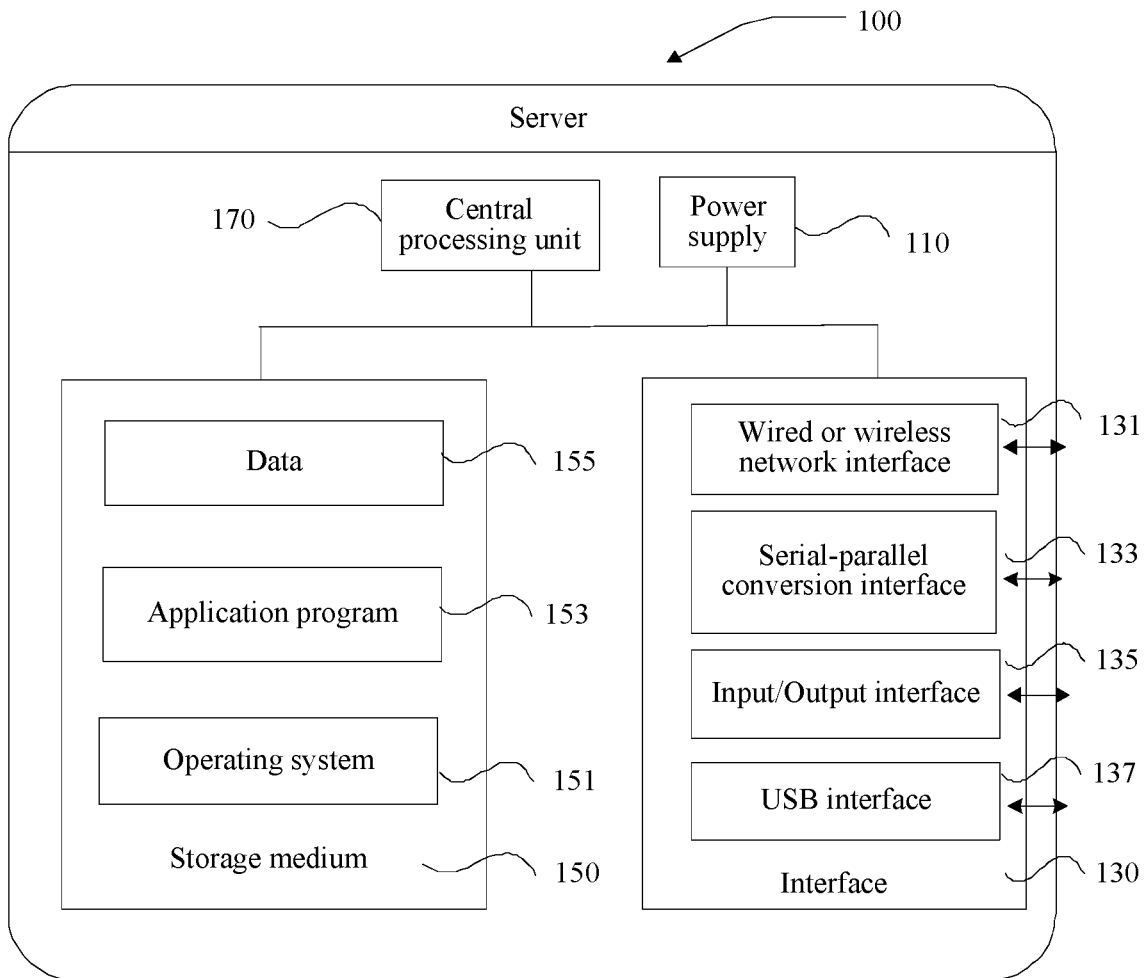 100
Server
170
Central
processing unit
Power
supply
110
Data
155
Application program
153
Operating system
151
Storage medium
150
Wired or wireless
network interface
131
Serial-parallel
conversion interface
133
Input/Output interface
135
USB interface
137
Interface
130